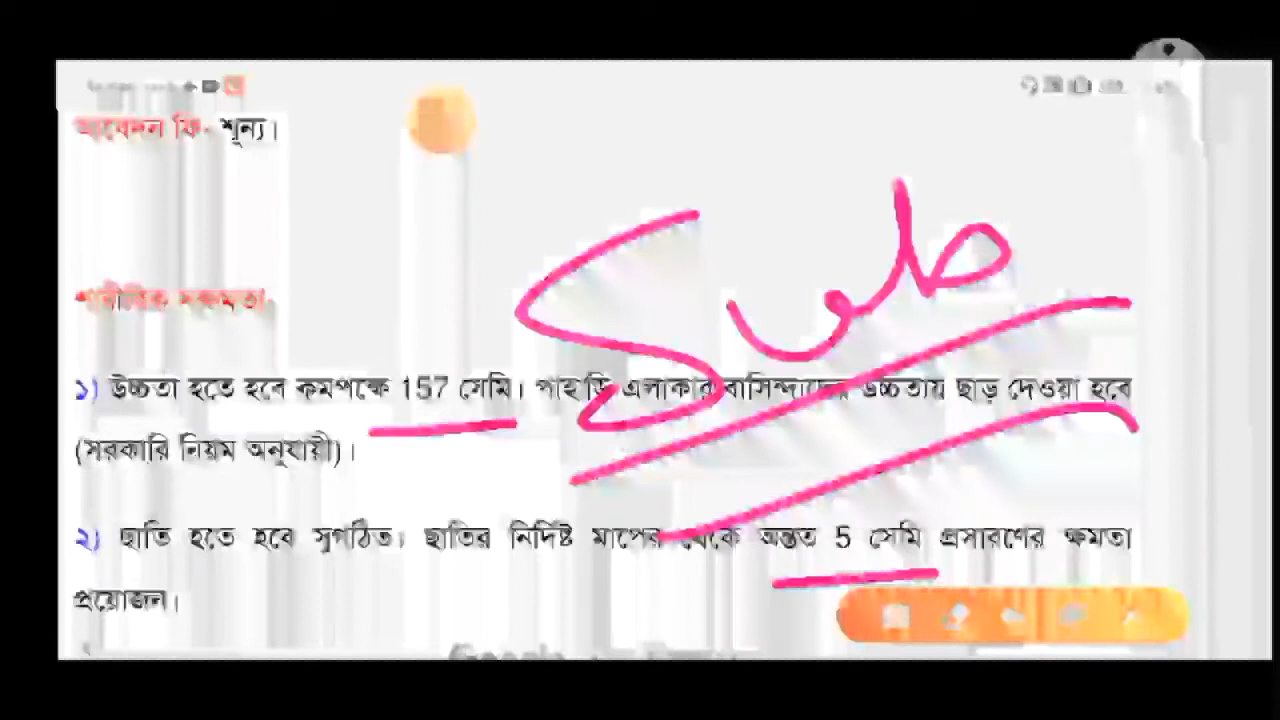 আবেদন ফি- শূন্য।
শারীরিক সক্ষমতা-
১) উচ্চতা হতে হবে কমপক্ষে 157 সেমি। পাহাড়ি এলাকার বাসিন্দাদের উচ্চতায় ছাড় দেওয়া হবে
(সরকারি নিয়ম অনুযায়ী)।
২) ছাতি হতে হবে সুগঠিত। ছাতির নির্দিষ্ট মাপের থেকে অন্তত 5 সেমি প্রসারণের ক্ষমতা
প্রয়োজন।